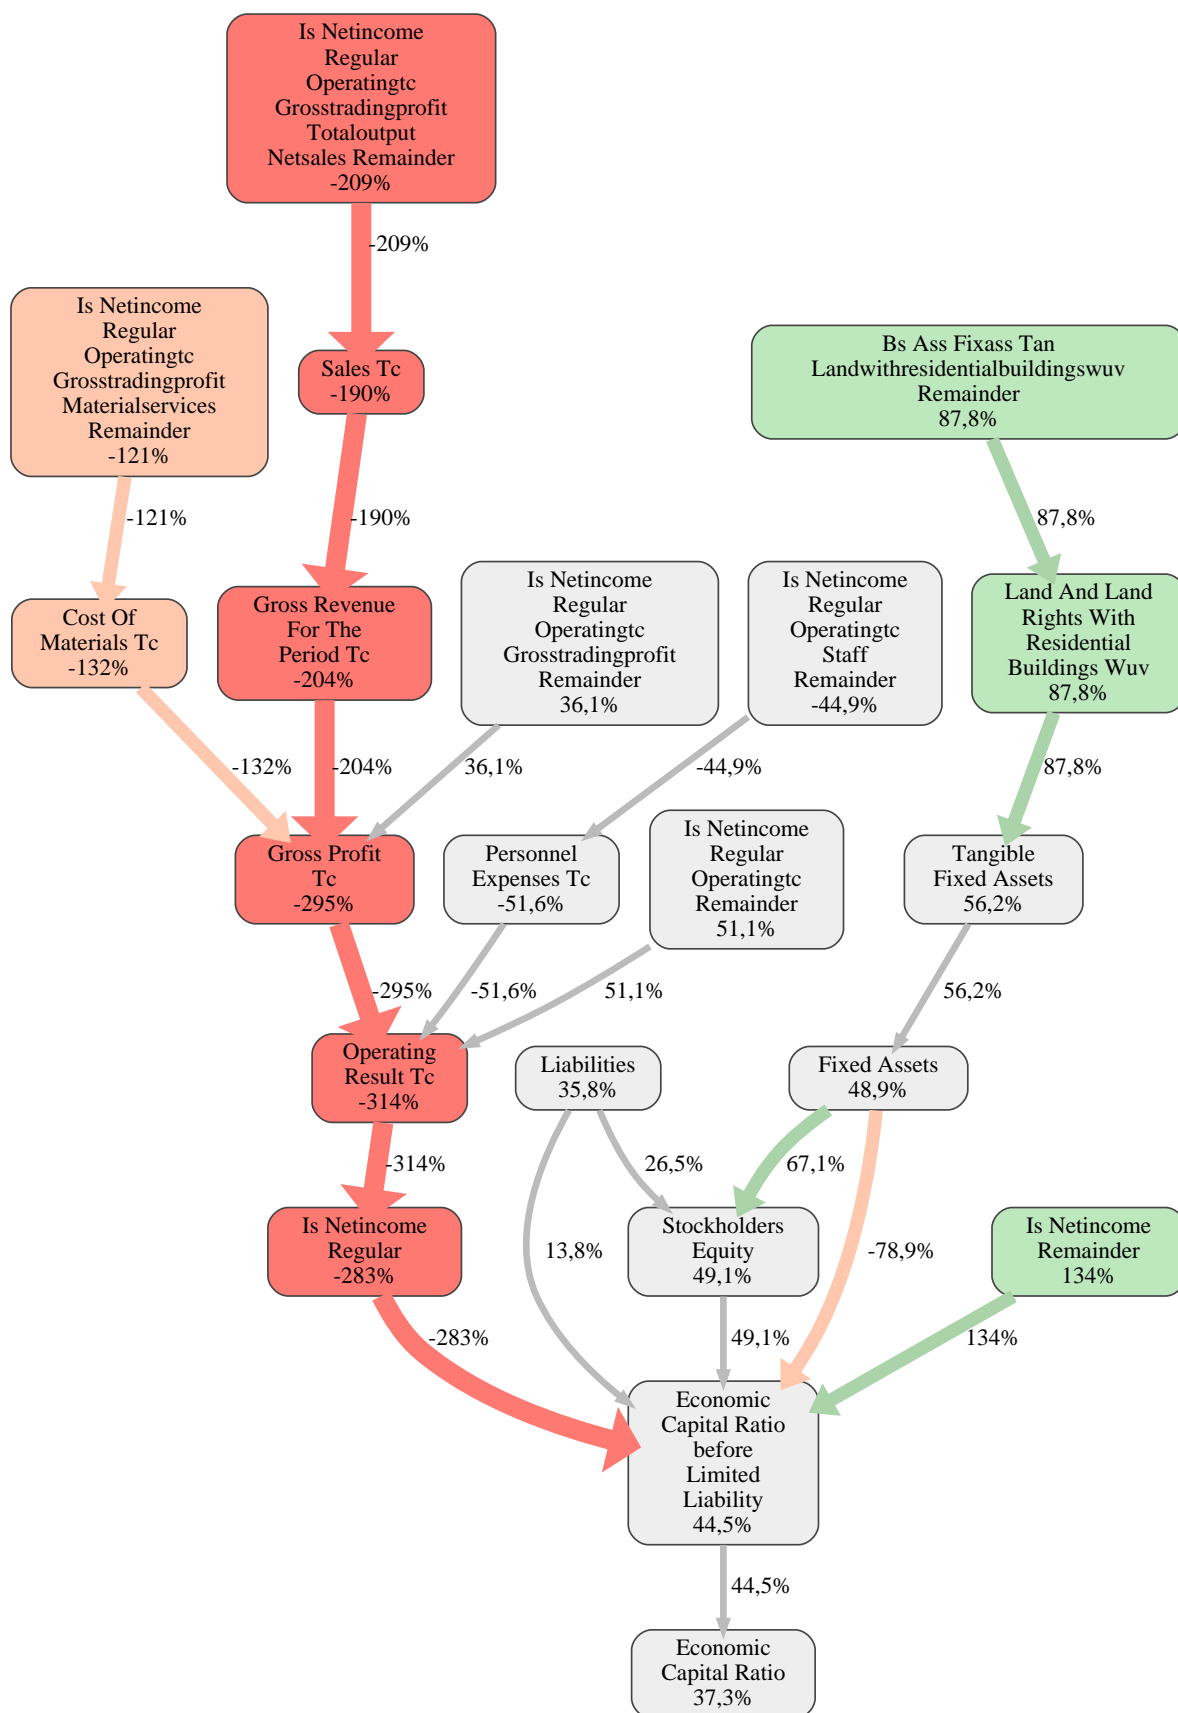 Is Netincome
Regular
Operatingtc
Grosstradingprofit
Totaloutput
Netsales Remainder
-209%
-209%
Is Netincome
Regular
Operatingtc
Grosstradingprofit
Materialservices
Remainder
-121%
Sales Tc
-190%
Bs Ass Fixass Tan
Landwithresidentialbuildingswuv
Remainder
87,8%
-121%
-190%
87,8%
Cost Of
Materials Tc
-132%
Gross Revenue
For The
Period Tc
-204%
Is Netincome
Regular
Operatingtc
Grosstradingprofit
Remainder
36,1%
Is Netincome
Regular
Operatingtc
Staff
Remainder
-44,9%
Land And Land
Rights With
Residential
Buildings Wuv
87,8%
-132%
-204%
36,1%
-44,9%
87,8%
Gross Profit
Tc
-295%
Personnel
Expenses Tc
-51,6%
Is Netincome
Regular
Operatingtc
Remainder
51,1%
Tangible
Fixed Assets
56,2%
-295%
-51,6%
51,1%
56,2%
Operating
Result Tc
-314%
Liabilities
35,8%
Fixed Assets
48,9%
-314%
26,5%
67,1%
Is Netincome
Regular
-283%
13,8%
Stockholders
Equity
49,1%
-78,9%
Is Netincome
Remainder
134%
-283%
49,1%
134%
Economic
Capital Ratio
before
Limited
Liability
44,5%
44,5%
Economic
Capital Ratio
37,3%